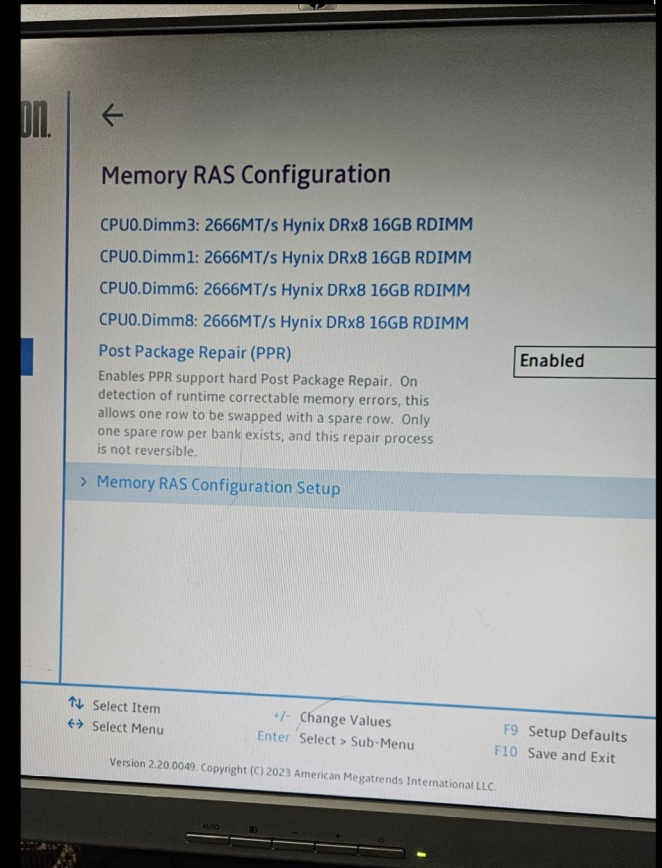 on.
Memory RAS Configuration
CPU0.Dimm3: 2666MT/s Hynix DRx8 16GB RDIMM
CPU0.Dimm1: 2666MT/s Hynix DRx8 16GB RDIMM
CPU0.Dimm6: 2666MT/s Hynix DRx8 16GB RDIMM
CPU0.Dimm8: 2666MT/s Hynix DRx8 16GB RDIMM
Post Package Repair (PPR)
Enabled
Enables PPR support hard Post Package Repair. On
detection of runtime correctable memory errors, this
allows one row to be swapped with a spare row. Only
one spare row per bank exists, and this repair process
is not reversible.
> Memory RAS Configuration Setup
↑↓ Select Item
←→ Select Menu
+/- Change Values
Enter Select > Sub-Menu
F9 Setup Defaults
F10 Save and Exit
Version 2.20.0049. Copyright (C) 2023 American Megatrends International LLC.
AUTO - +